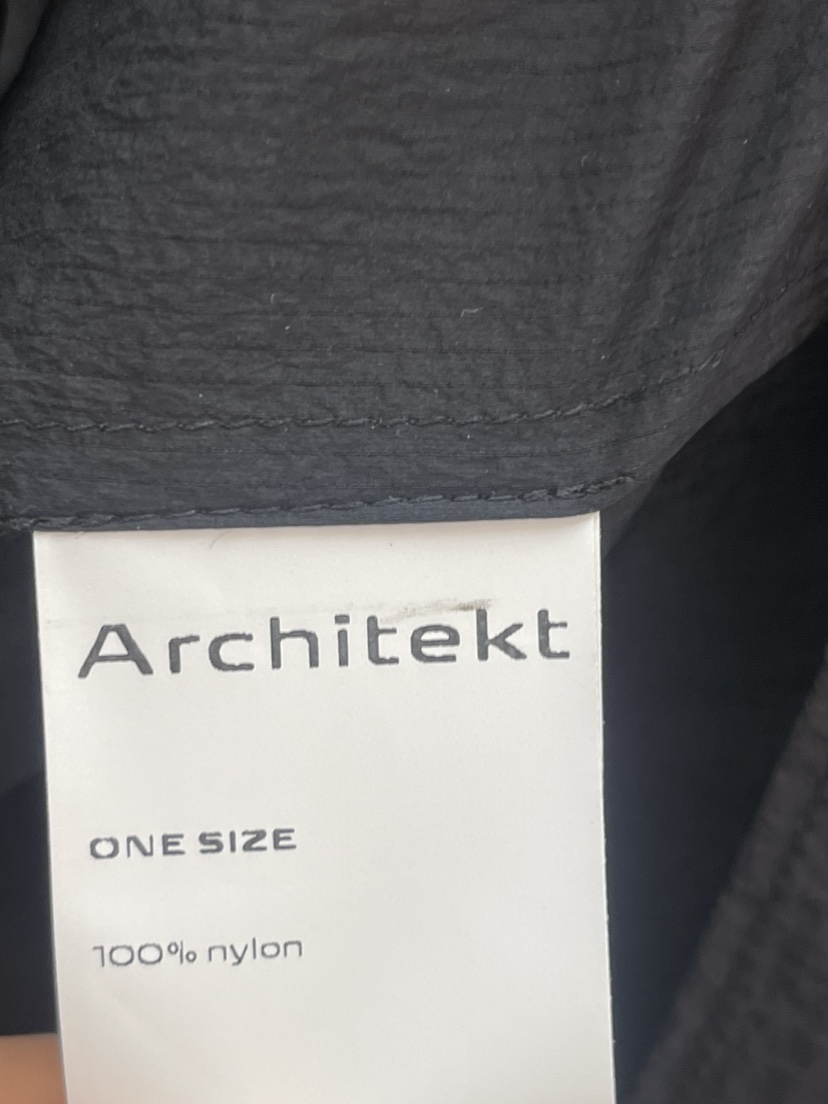 Architekt
ONE SIZE
100% nylon